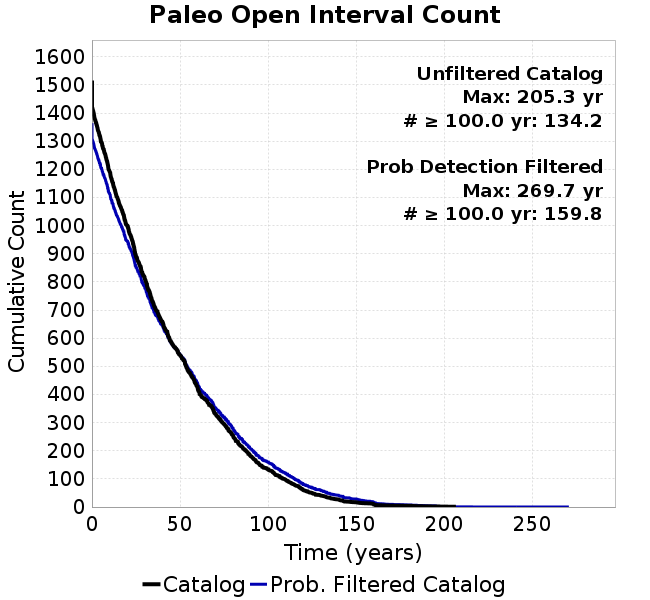 Paleo Open Interval Count
Unfiltered Catalog
Max: 205.3 yr
# ≥ 100.0 yr: 134.2
Prob Detection Filtered
Max: 269.7 yr
# ≥ 100.0 yr: 159.8
Cumulative Count
1600
1500
1400
1300
1200
1100
1000
900
800
700
600
500
400
300
200
100
0
0 50 100 150 200 250
Time (years)
Catalog Prob. Filtered Catalog